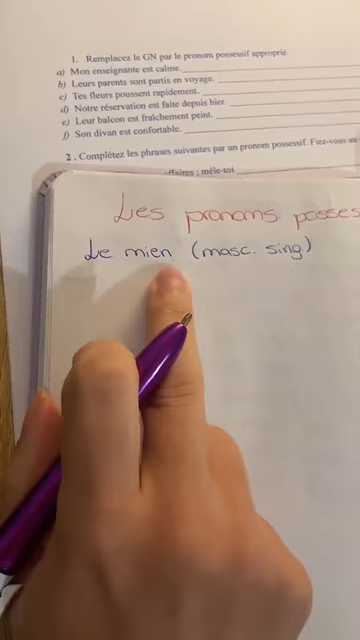 1. Remplacez le GN par le pronom possessif approprié
a) Mon enseignante est calme.
b) Leurs parents sont partis en voyage.
c) Tes fleurs poussent rapidement.
d) Notre réservation est faite depuis hier.
e) Leur balcon est fraîchement peint.
f) Son divan est confortable.
2. Complétez les phrases suivantes par un pronom possessif. Fiez-vous au
affaires ; mêle-toi
Les pronoms posses
Le mien (masc. sing.)